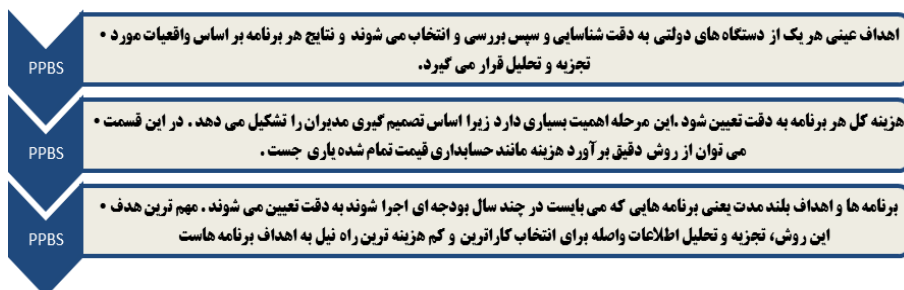 • اهداف عینی هر یک از دستگاه های دولتی به دقت شناسایی و سپس بررسی و انتخاب می شوند و نتایج هر برنامه بر اساس واقعیات مورد
تجزیه و تحلیل قرار می گیرد.
PPBS
• هزینه کل هر برنامه به دقت تعیین شود .این مرحله اهمیت بسیاری دارد زیرا اساس تصمیم گیری مدیران را تشکیل می دهد . در این قسمت
می توان از روش دقیق برآورد هزینه مانند حسابداری قیمت تمام شده یاری جست .
PPBS
• برنامه ها و اهداف بلند مدت یعنی برنامه هایی که می بایست در چند سال بودجه ای اجرا شوند به دقت تعیین می شوند . مهم ترین هدف
این روش، تجزیه و تحلیل اطلاعات واصله برای انتخاب کاراترین و کم هزینه ترین راه نیل به اهداف برنامه هاست
PPBS